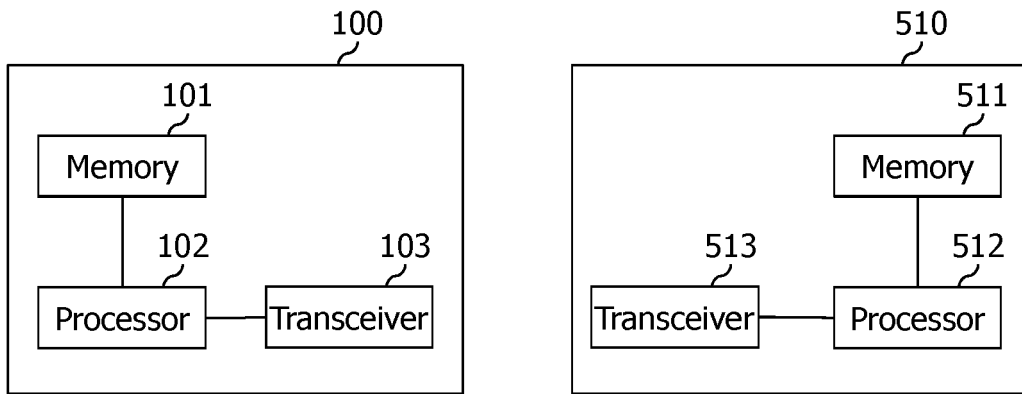 100
101
Memory
102
Processor
103
Transceiver
510
511
Memory
513
Transceiver
512
Processor